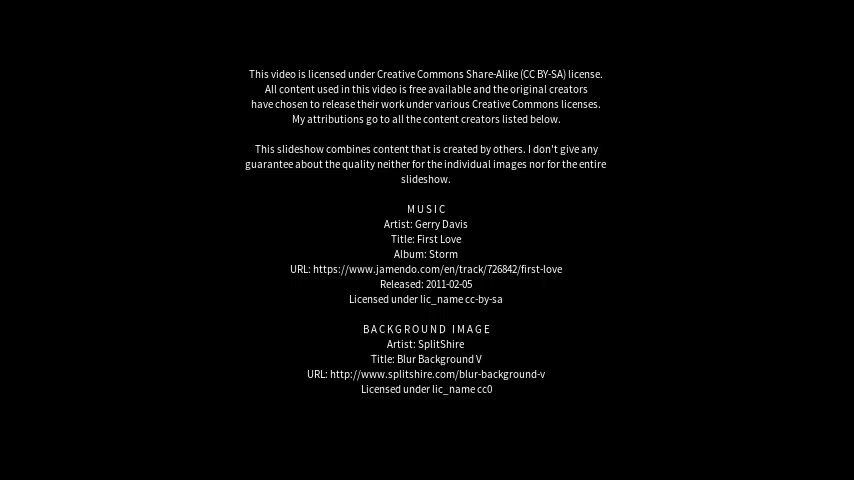 This video is licensed under Creative Commons Share-Alike (CC BY-SA) license.
All content used in this video is free available and the original creators
have chosen to release their work under various Creative Commons licenses.
My attributions go to all the content creators listed below.
This slideshow combines content that is created by others. I don't give any
guarantee about the quality neither for the individual images nor for the entire
slideshow.
MUSIC
Artist: Gerry Davis
Title: First Love
Album: Storm
URL: https://www.jamendo.com/en/track/726842/first-love
Released: 2011-02-05
Licensed under lic_name cc-by-sa
BACKGROUND IMAGE
Artist: SplitShire
Title: Blur Background V
URL: http://www.splitshire.com/blur-background-v
Licensed under lic_name cc0